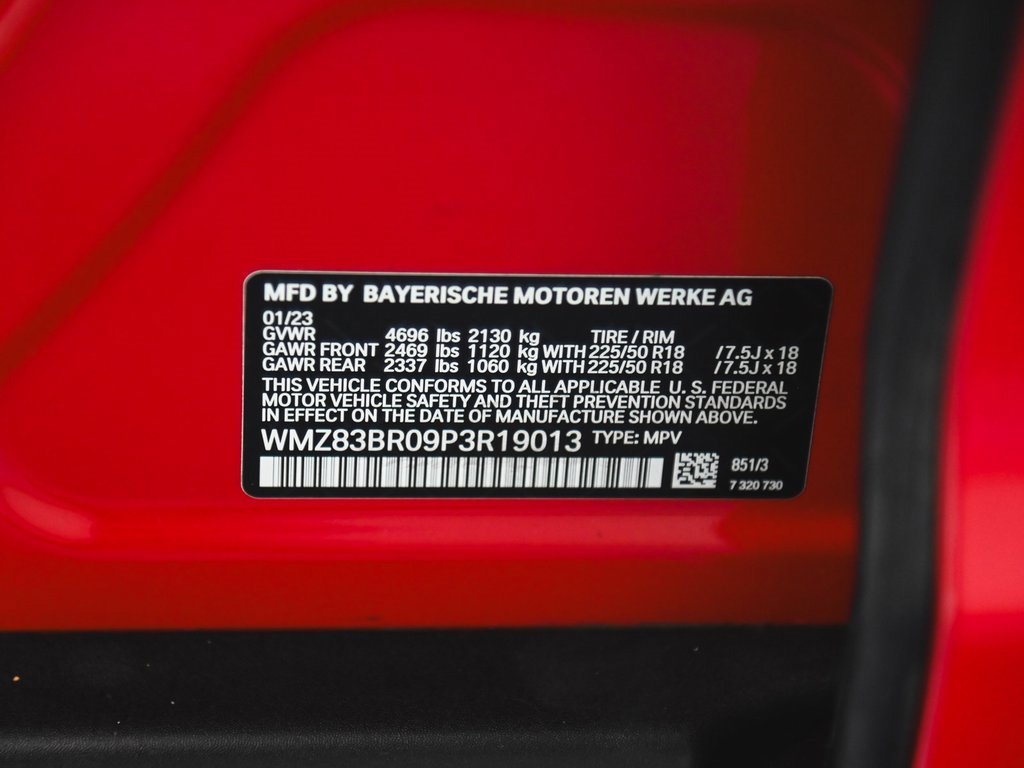 MFD BY BAYERISCHE MOTOREN WERKE AG
01/23
GVWR 4696 lbs 2130 kg TIRE / RIM
GAWR FRONT 2469 lbs 1120 kg WITH 225/50 R18 / 7.5J x 18
GAWR REAR 2337 lbs 1060 kg WITH 225/50 R18 / 7.5J x 18
THIS VEHICLE CONFORMS TO ALL APPLICABLE U. S. FEDERAL
MOTOR VEHICLE SAFETY AND THEFT PREVENTION STANDARDS
IN EFFECT ON THE DATE OF MANUFACTURE SHOWN ABOVE.
WMZ83BR09P3R19013 TYPE: MPV
851/3
7 320 730